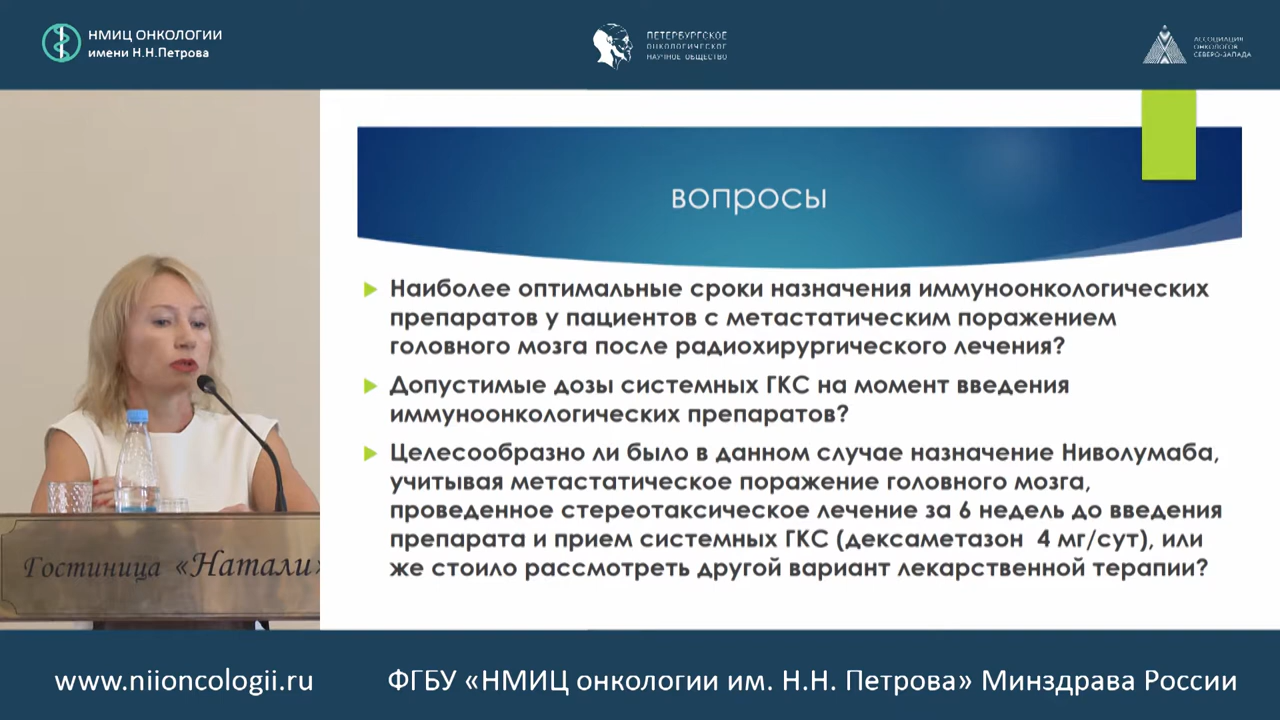 НМИЦ ОНКОЛОГИИ
имени Н.Н.Петрова
ПЕТЕРБУРГСКОЕ
ОНКОЛОГИЧЕСКОЕ
НАУЧНОЕ ОБЩЕСТВО
АССОЦИАЦИЯ
ОНКОЛОГОВ
СЕВЕРО-ЗАПАДА
вопросы
Наиболее оптимальные сроки назначения иммуноонкологических
препаратов у пациентов с метастатическим поражением
головного мозга после радиохирургического лечения?
Допустимые дозы системных ГКС на момент введения
иммуноонкологических препаратов?
Целесообразно ли было в данном случае назначение Ниволумаба,
учитывая метастатическое поражение головного мозга,
проведенное стереотаксическое лечение за 6 недель до введения
препарата и прием системных ГКС (дексаметазон 4 мг/сут), или
же стоило рассмотреть другой вариант лекарственной терапии?
Гостиница «Натали»
www.niioncologii.ru
ФГБУ «НМИЦ онкологии им. Н.Н. Петрова» Минздрава России